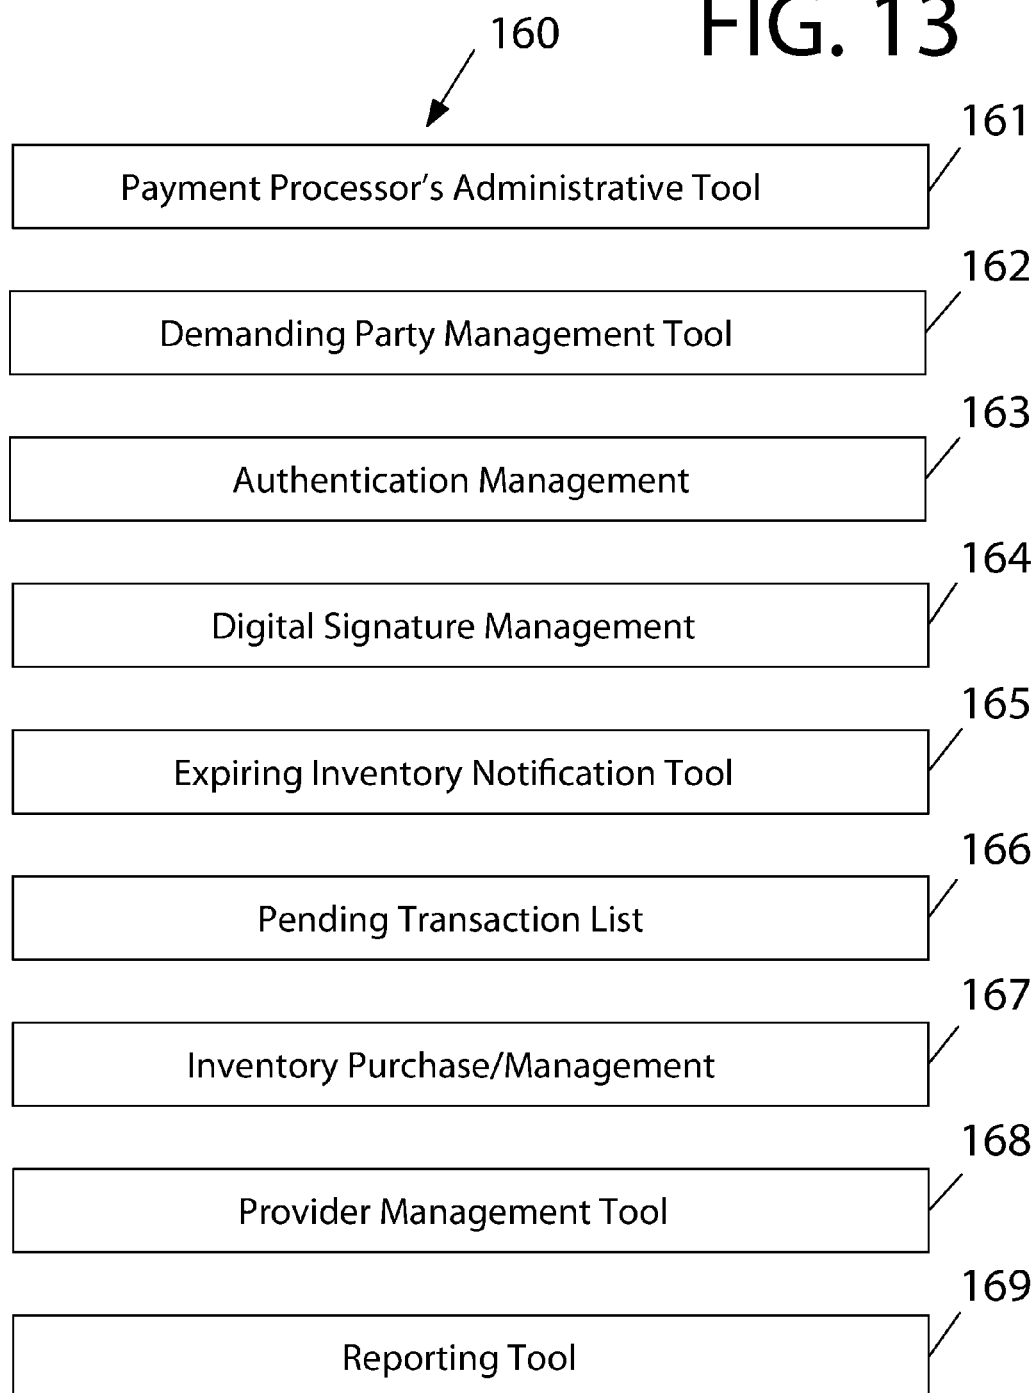 160
FIG. 13
161
Payment Processor's Administrative Tool
162
Demanding Party Management Tool
163
Authentication Management
164
Digital Signature Management
165
Expiring Inventory Notification Tool
166
Pending Transaction List
167
Inventory Purchase/Management
168
Provider Management Tool
169
Reporting Tool